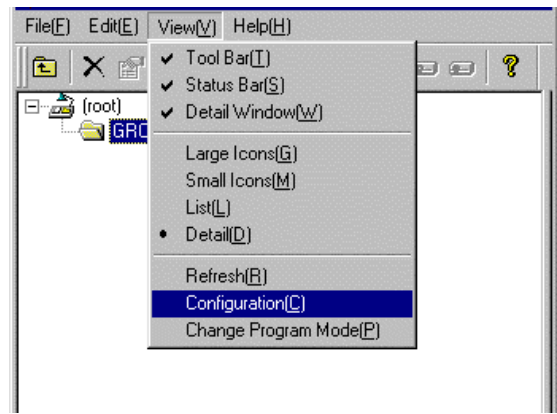 File(F) Edit(E) View(V) Help(H)
Tool Bar(T)
Status Bar(S)
(root)
Detail Window(W)
GRO
Large Icons(G)
Small Icons(M)
List(L)
Detail(D)
Refresh(R)
Configuration(C)
Change Program Mode(P)